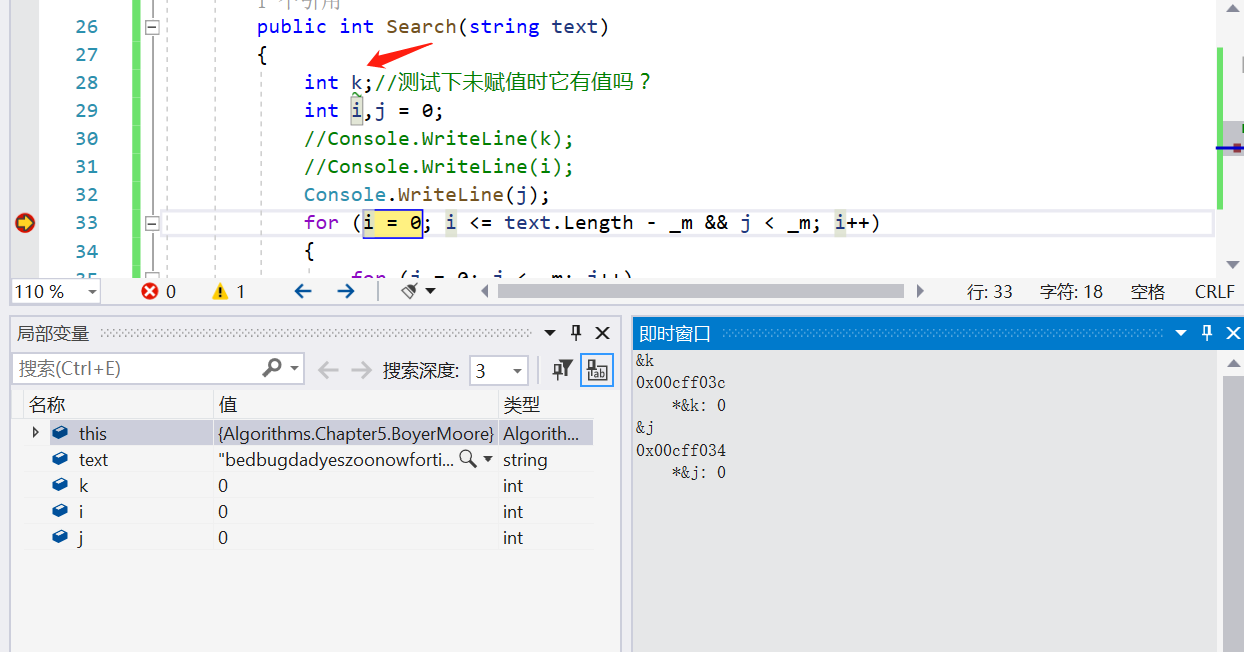 1 个引用
26 public int Search(string text)
27 {
28 int k;//测试下未赋值时它有值吗？
29 int i,j = 0;
30 //Console.WriteLine(k);
31 //Console.WriteLine(i);
32 Console.WriteLine(j);
33 for (i = 0; i <= text.Length - _m && j < _m; i++)
34 {
35 for (j = 0; j < _m; j++)
110 % 0 1 行: 33 字符: 18 空格 CRLF
局部变量
搜索(Ctrl+E) 搜索深度: 3
名称 值 类型
this {Algorithms.Chapter5.BoyerMoore} Algorith...
text "bedbugdadyeszoonowforti... string
k 0 int
i 0 int
j 0 int
即时窗口
&k
0x00cff03c
*&k: 0
&j
0x00cff034
*&j: 0